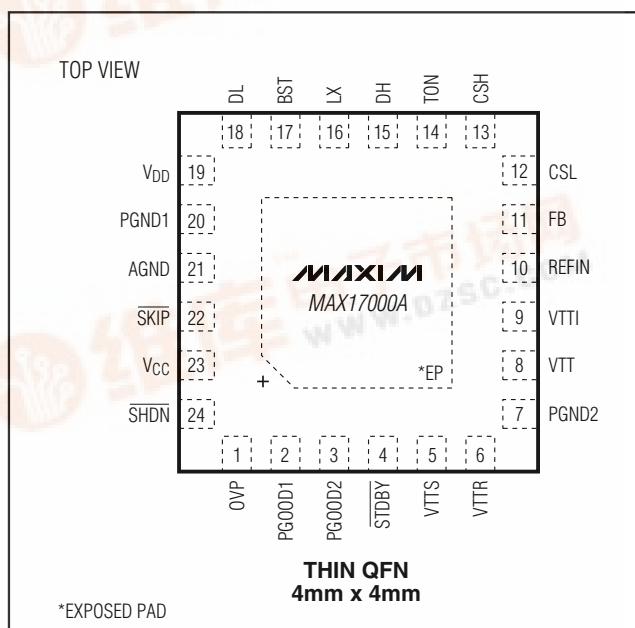 TOP VIEW
DL BST LX DH TON CSH
18 17 16 15 14 13
VDD 19
PGND1 20
AGND 21
SKIP 22
VCC 23
SHDN 24
12 CSL
11 FB
10 REFIN
9 VTTI
8 VTT
7 PGND2
MAXIM
MAX17000A
*EP
+
1 2 3 4 5 6
OVP PGOOD1 PGOOD2 STDBY VTTS VTTR
THIN QFN
4mm x 4mm
*EXPOSED PAD